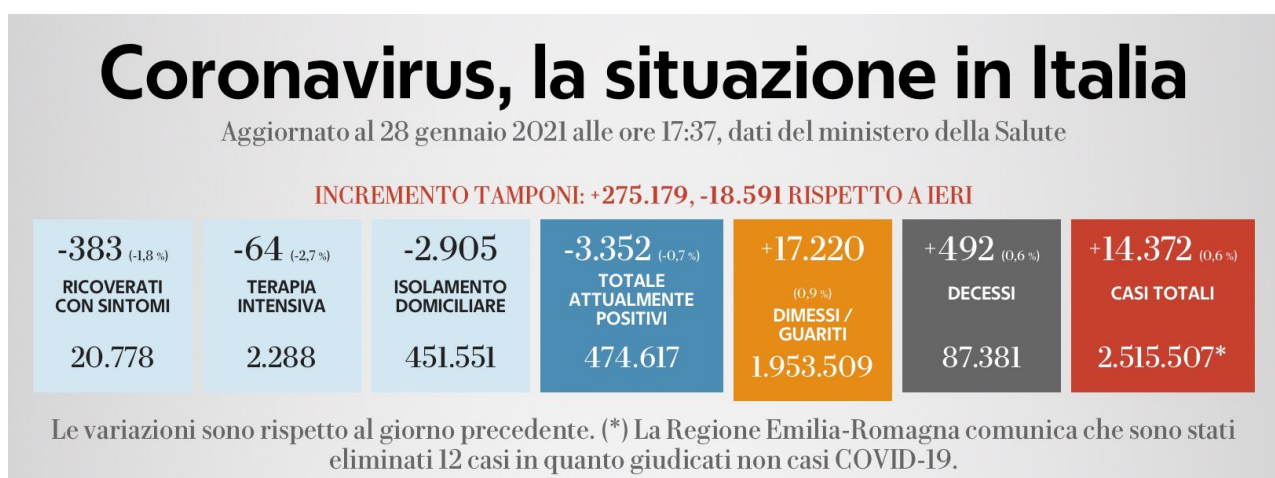 Coronavirus, la situazione in Italia
Aggiornato al 28 gennaio 2021 alle ore 17:37, dati del ministero della Salute
INCREMENTO TAMPONI: +275.179, -18.591 RISPETTO A IERI
-383 (-1,8 %)
RICOVERATI
CON SINTOMI
20.778
-64 (-2,7 %)
TERAPIA
INTENSIVA
2.288
-2.905
ISOLAMENTO
DOMICILIARE
451.551
-3.352 (-0,7 %)
TOTALE
ATTUALMENTE
POSITIVI
474.617
+17.220
(0,9 %)
DIMESSI /
GUARITI
1.953.509
+492 (0,6 %)
DECESSI
87.381
+14.372 (0,6 %)
CASI TOTALI
2.515.507*
Le variazioni sono rispetto al giorno precedente. (*) La Regione Emilia-Romagna comunica che sono stati
eliminati 12 casi in quanto giudicati non casi COVID-19.